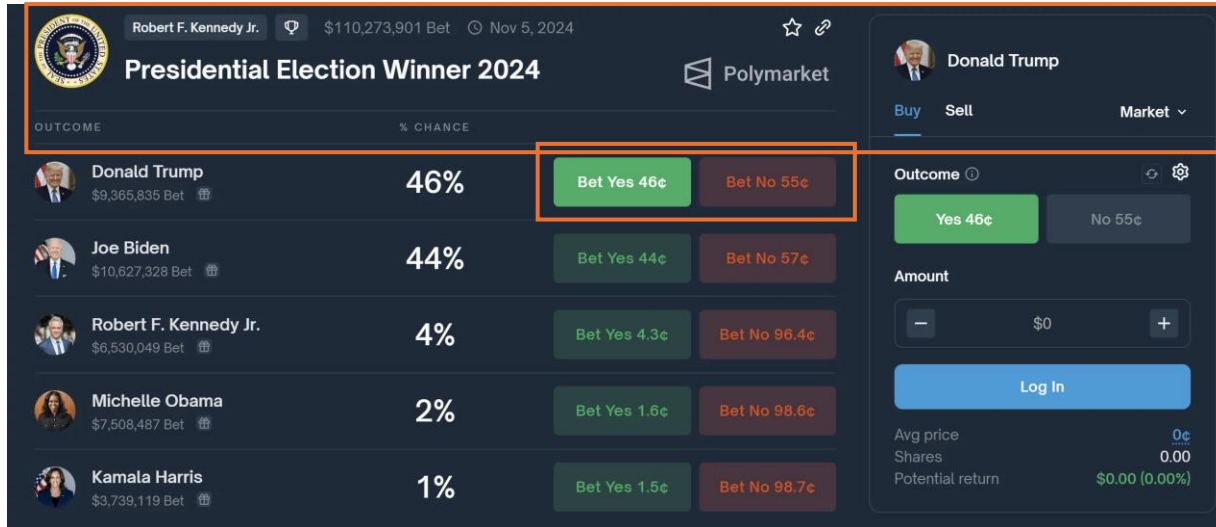 Robert F. Kennedy Jr. $110,273,901 Bet Nov 5, 2024
Presidential Election Winner 2024
Polymarket
OUTCOME % CHANCE
Donald Trump
$9,365,835 Bet
46%
Bet Yes 46¢ Bet No 55¢
Joe Biden
$10,627,328 Bet
44%
Bet Yes 44¢ Bet No 57¢
Robert F. Kennedy Jr.
$6,530,049 Bet
4%
Bet Yes 4.3¢ Bet No 96.4¢
Michelle Obama
$7,508,487 Bet
2%
Bet Yes 1.6¢ Bet No 98.6¢
Kamala Harris
$3,739,119 Bet
1%
Bet Yes 1.5¢ Bet No 98.7¢
Donald Trump
Buy Sell Market
Outcome
Yes 46¢ No 55¢
Amount
− $0 +
Log In
Avg price 0¢
Shares 0.00
Potential return $0.00 (0.00%)